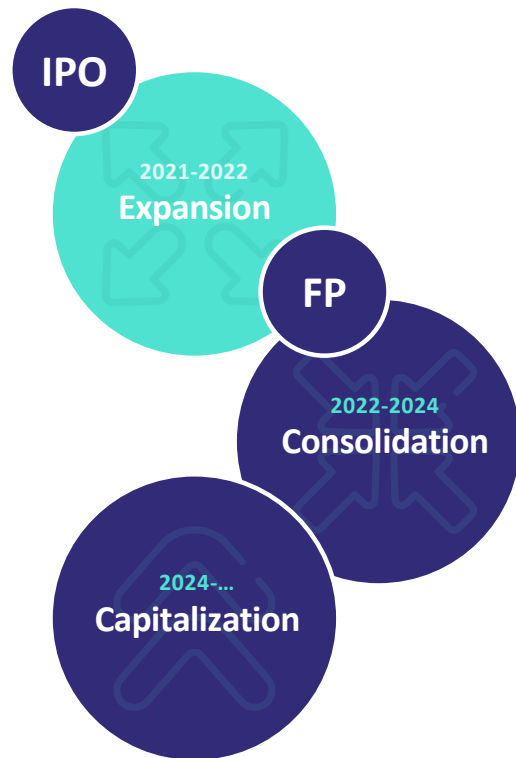 IPO
2021-2022
Expansion
FP
2022-2024
Consolidation
2024-...
Capitalization